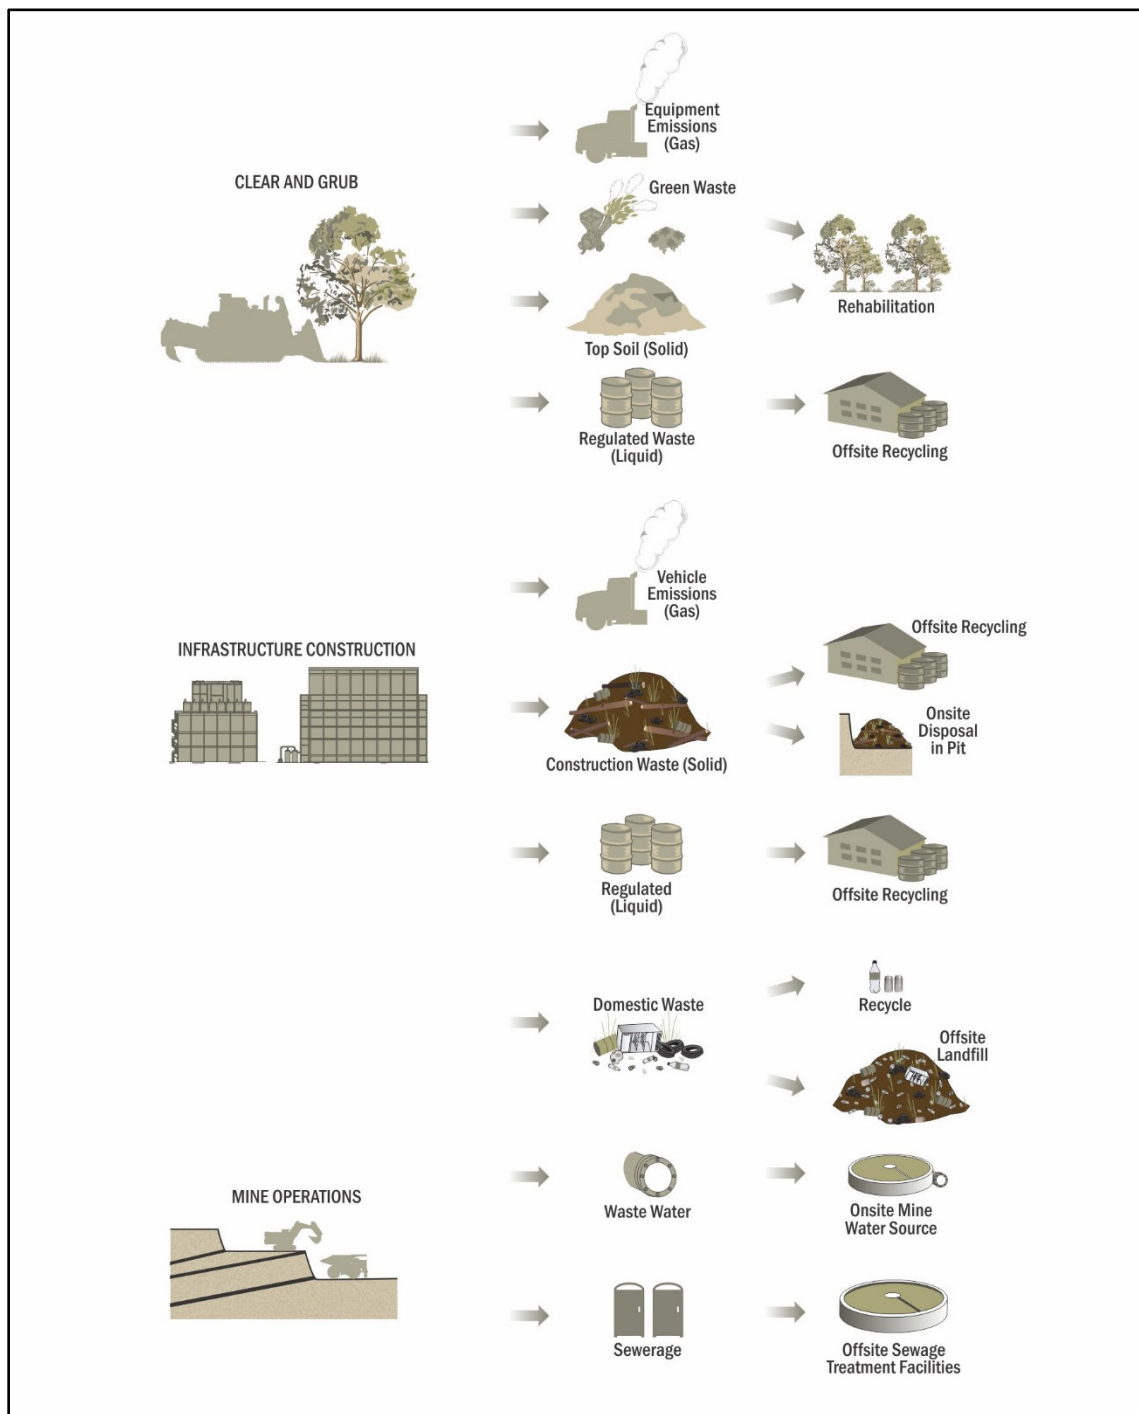 Equipment
Emissions
(Gas)
CLEAR AND GRUB
Green Waste
Top Soil (Solid)
Rehabilitation
Regulated Waste
(Liquid)
Offsite Recycling
Vehicle
Emissions
(Gas)
INFRASTRUCTURE CONSTRUCTION
Construction Waste (Solid)
Offsite Recycling
Onsite
Disposal
in Pit
Regulated
(Liquid)
Offsite Recycling
Domestic Waste
Recycle
Offsite
Landfill
MINE OPERATIONS
Waste Water
Onsite Mine
Water Source
Sewerage
Offsite Sewage
Treatment Facilities